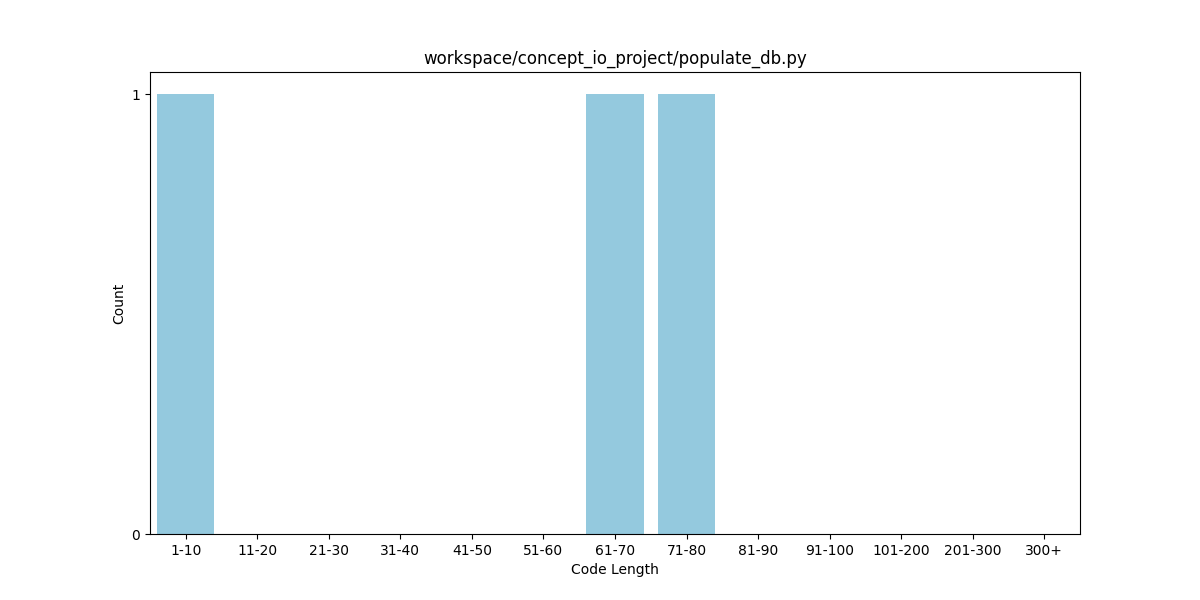 workspace/concept_io_project/populate_db.py
Count
1
0
1-10 11-20 21-30 31-40 41-50 51-60 61-70 71-80 81-90 91-100 101-200 201-300 300+
Code Length